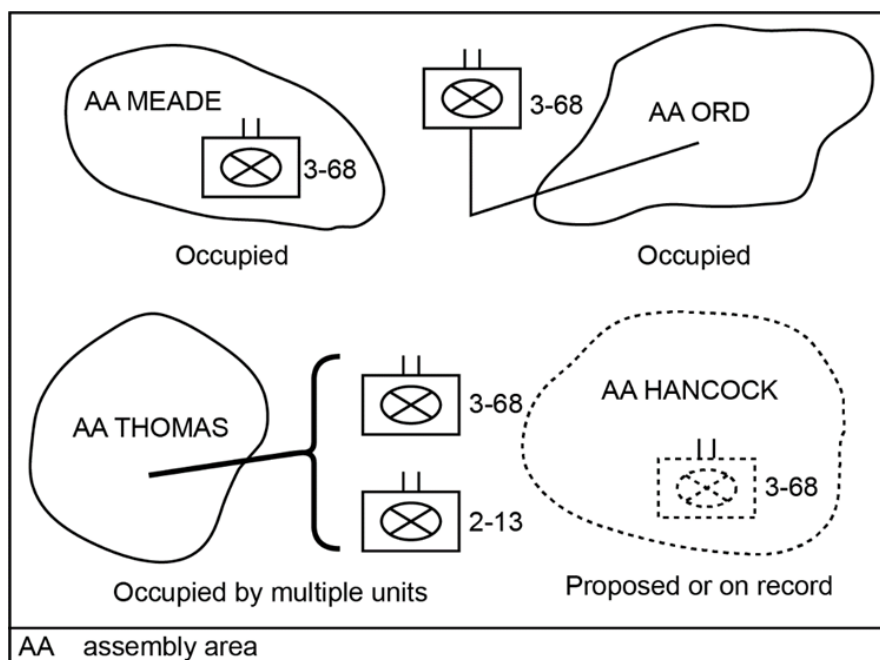 AA MEADE
3-68
Occupied
3-68
AA ORD
Occupied
AA THOMAS
3-68
2-13
Occupied by multiple units
AA HANCOCK
3-68
Proposed or on record
AA assembly area